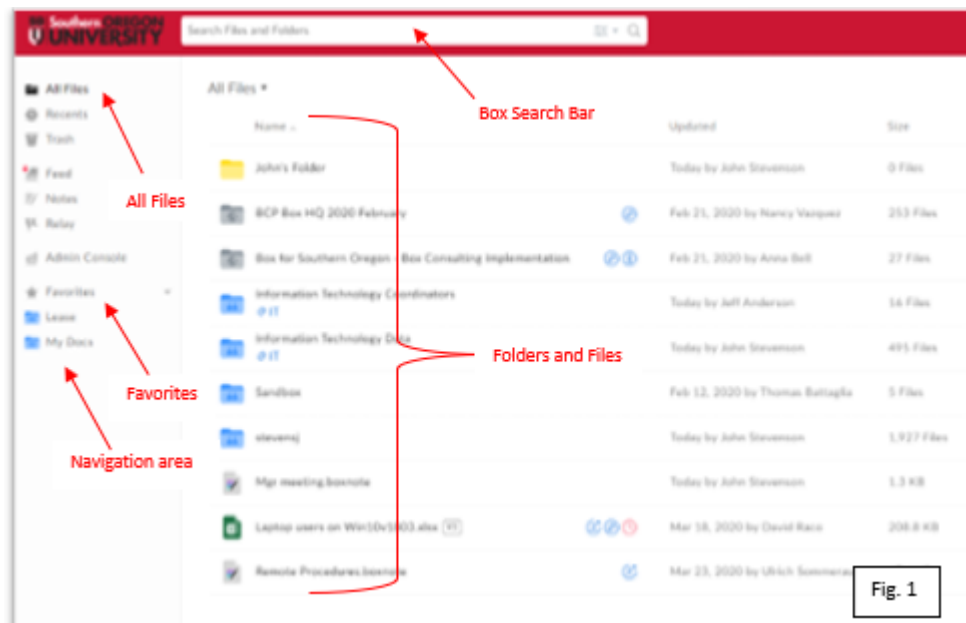 Southern OREGON
UNIVERSITY
Search Files and Folders
Box Search Bar
All Files
Recents
Trash
Feed
Notes
Relay
Admin Console
Favorites
Lease
My Docs
All Files
Favorites
Navigation area
All Files
Name Updated Size
John's Folder Today by John Stevenson 0 Files
BCP Box HQ 2020 February Feb 21, 2020 by Nancy Vazquez 253 Files
Box for Southern Oregon - Box Consulting Implementation Feb 21, 2020 by Anna Bell 27 Files
Information Technology Coordinators Today by Jeff Anderson 16 Files
IT
Information Technology Data Today by John Stevenson 495 Files
IT
Sandbox Feb 12, 2020 by Thomas Battaglia 5 Files
stevensj Today by John Stevenson 1,927 Files
Mgr meeting.boxnote Today by John Stevenson 1.3 KB
Laptop users on Win10v1803.xlsx Mar 18, 2020 by David Raco 208.8 KB
Remote Procedures.boxnote Mar 23, 2020 by Ulrich
Folders and Files
Fig. 1